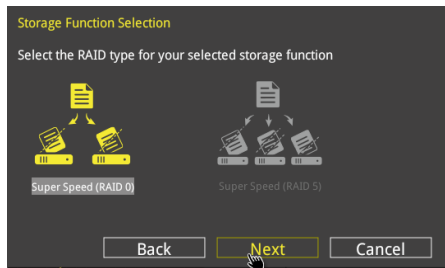 Storage Function Selection
Select the RAID type for your selected storage function
Super Speed (RAID 0)
Super Speed (RAID 5)
Back
Next
Cancel